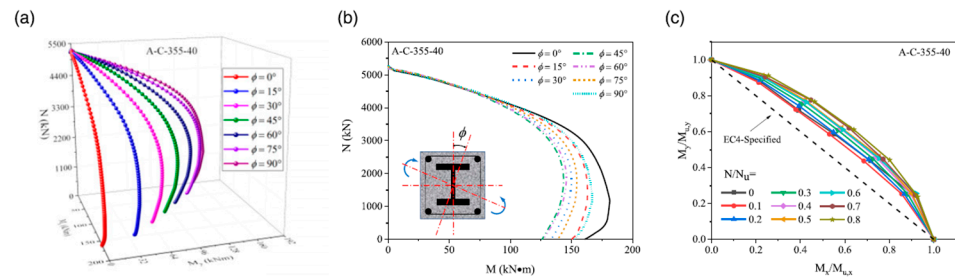 (a)
5500
A-C-355-40
4400
3300
2200
1100
0
N (kN)
ϕ = 0°
ϕ = 15°
ϕ = 30°
ϕ = 45°
ϕ = 60°
ϕ = 75°
ϕ = 90°
150
200
0
(b)
6000
A-C-355-40
5000
4000
3000
2000
1000
0
N (kN)
ϕ = 0°
ϕ = 15°
ϕ = 30°
ϕ = 45°
ϕ = 60°
ϕ = 75°
ϕ = 90°
ϕ
0
50
100
150
200
M (kN•m)
(c)
A-C-355-40
1.0
0.8
0.6
0.4
0.2
0.0
My/Mu,y
EC4-Specified
N/Nu=
0
0.3
0.6
0.1
0.4
0.7
0.2
0.5
0.8
0.0
0.2
0.4
0.6
0.8
1.0
Mx/Mu,x